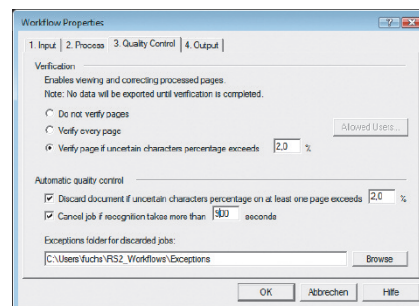 Workflow Properties
1. Input 2. Process 3. Quality Control 4. Output
Verification
Enables viewing and correcting processed pages.
Note: No data will be exported until verification is completed.
Do not verify pages
Verify every page
Allowed Users...
Verify page if uncertain characters percentage exceeds 2,0 %
Automatic quality control
Discard document if uncertain characters percentage on at least one page exceeds 2,0 %
Cancel job if recognition takes more than 900 seconds
Exceptions folder for discarded jobs:
C:\Users\fuchs\RS2_Workflows\Exceptions Browse
OK Abbrechen Hilfe